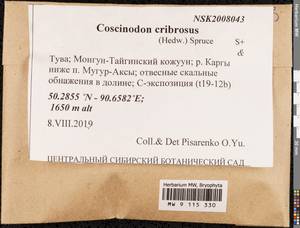 NSK2008043
Coscinodon cribrosus
(Hedw.) Spruce S+
&
Тува; Монгун-Тайгинский кожуун; р. Каргы
ниже п. Мугур-Аксы; отвесные скальные
обнажения в долине; С-экспозиция (t19-12b)
50.2855 °N - 90.6582°E;
1650 m alt
8.VIII.2019
Coll.& Det Pisarenko O.Yu.
ЦЕНТРАЛЬНЫЙ СИБИРСКИЙ БОТАНИЧЕСКИЙ САД
Herbarium MW, Bryophyta
MW 9 115 330